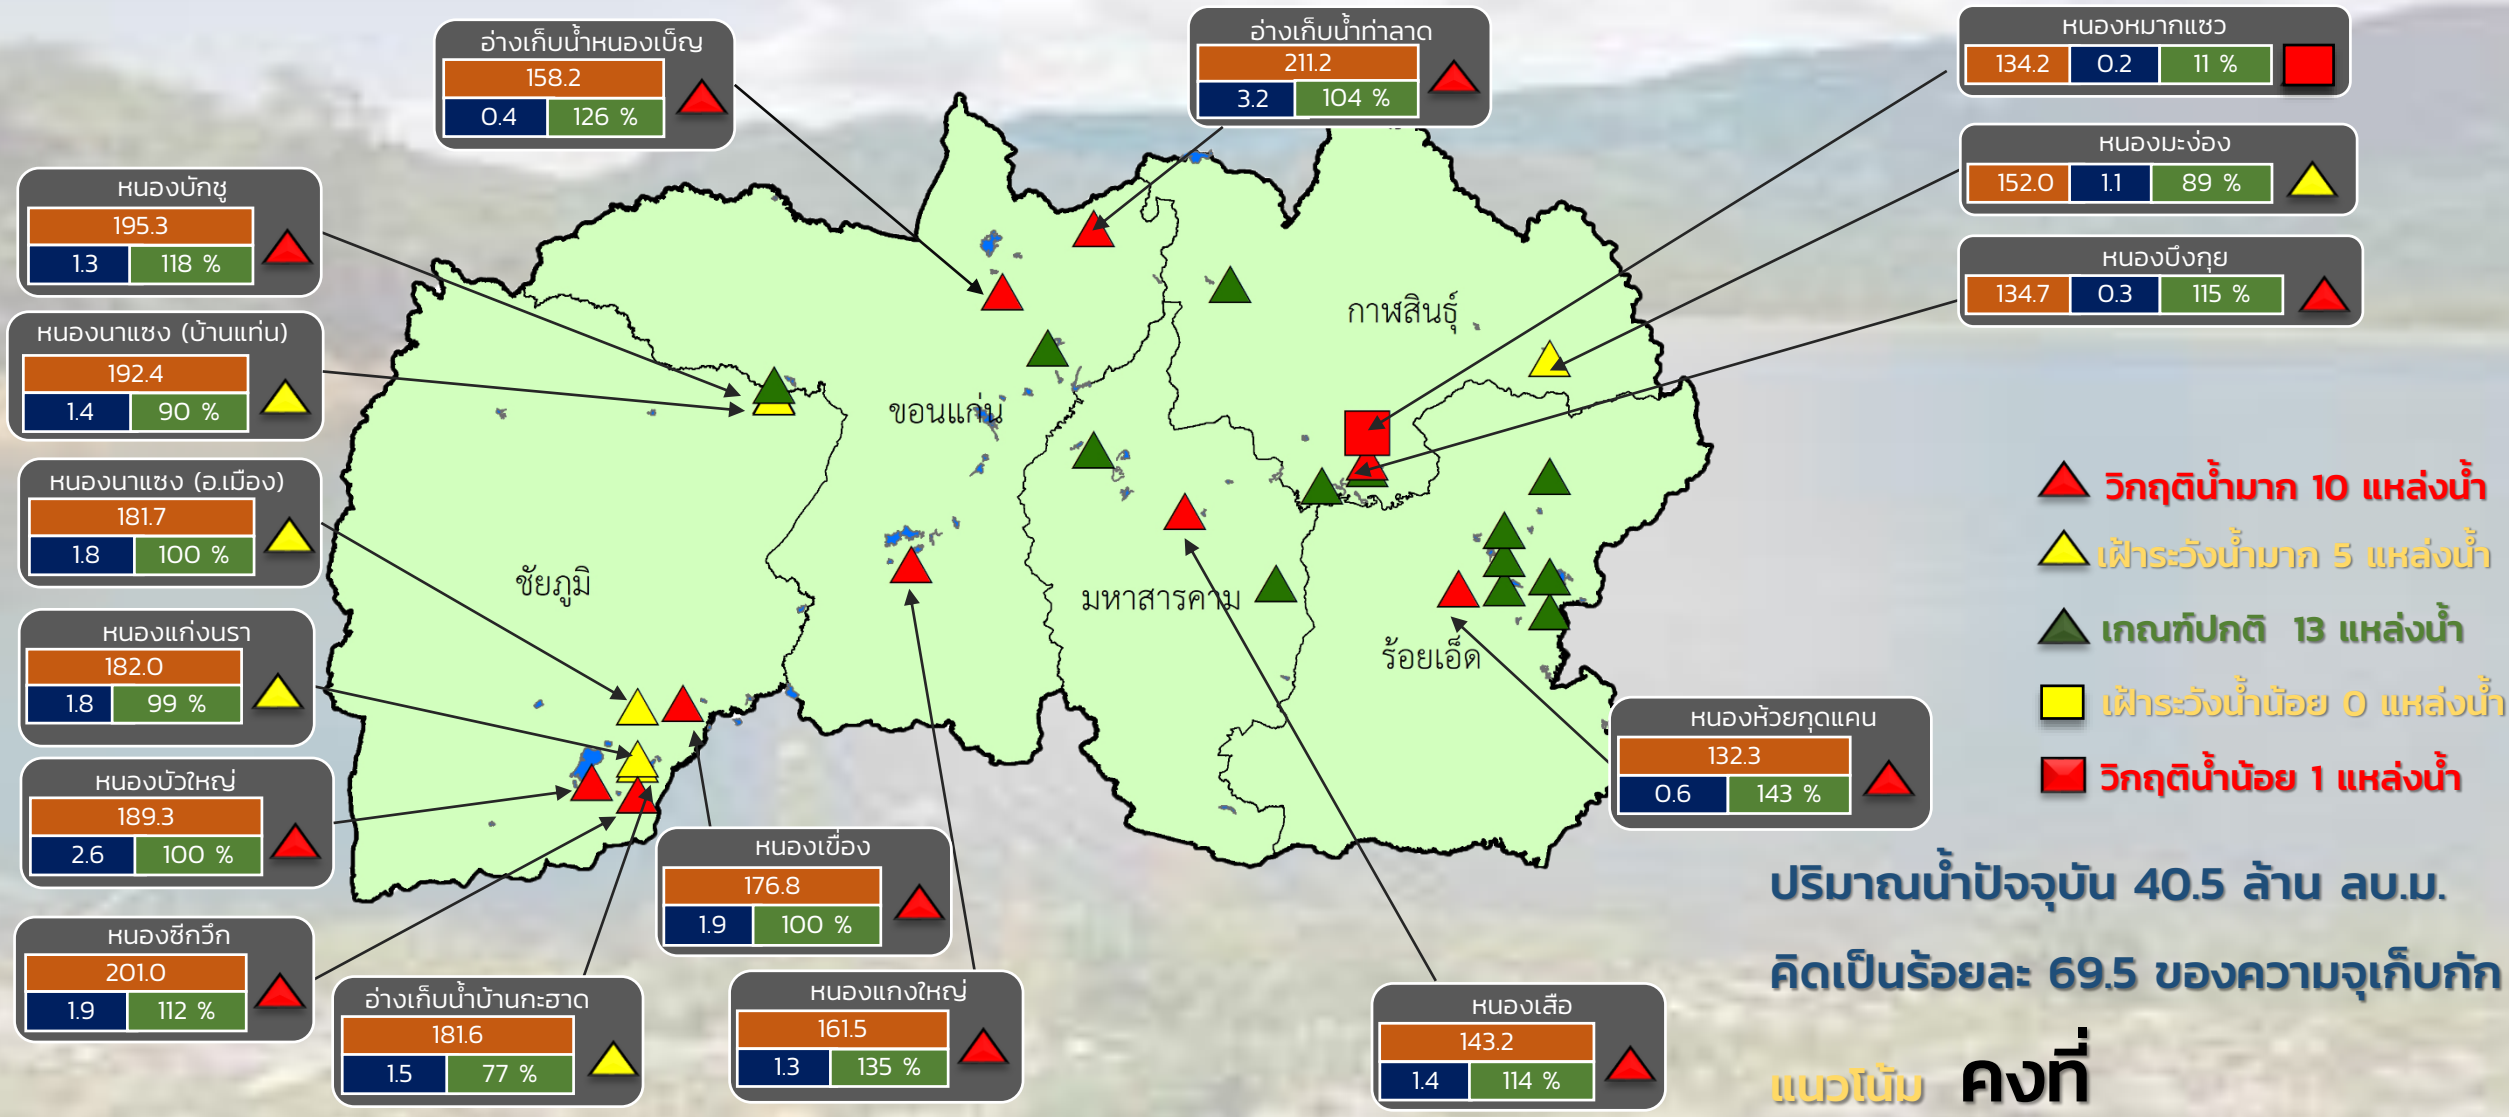 อ่างเก็บน้ำหนองเบ็ญ
158.2
0.4 126 %
อ่างเก็บน้ำท่าลาด
211.2
3.2 104 %
หนองหมากแซว
134.2 0.2 11 %
หนองมะง่อง
152.0 1.1 89 %
หนองบึงกุย
134.7 0.3 115 %
หนองบักชู
195.3
1.3 118 %
หนองนาแซง (บ้านแท่น)
192.4
1.4 90 %
หนองนาแซง (อ.เมือง)
181.7
1.8 100 %
หนองแก่งนรา
182.0
1.8 99 %
หนองบัวใหญ่
189.3
2.6 100 %
หนองซีกวึก
201.0
1.9 112 %
อ่างเก็บน้ำบ้านกะฮาด
181.6
1.5 77 %
หนองเขื่อง
176.8
1.9 100 %
หนองแกงใหญ่
161.5
1.3 135 %
หนองเสือ
143.2
1.4 114 %
หนองห้วยกุดแคน
132.3
0.6 143 %
กาฬสินธุ์
ขอนแก่น
ชัยภูมิ
มหาสารคาม
ร้อยเอ็ด
วิกฤติน้ำมาก 10 แหล่งน้ำ
เฝ้าระวังน้ำมาก 5 แหล่งน้ำ
เกณฑ์ปกติ 13 แหล่งน้ำ
เฝ้าระวังน้ำน้อย 0 แหล่งน้ำ
วิกฤติน้ำน้อย 1 แหล่งน้ำ
ปริมาณน้ำปัจจุบัน 40.5 ล้าน ลบ.ม.
คิดเป็นร้อยละ 69.5 ของความจุเก็บกัก
แนวโน้ม คงที่